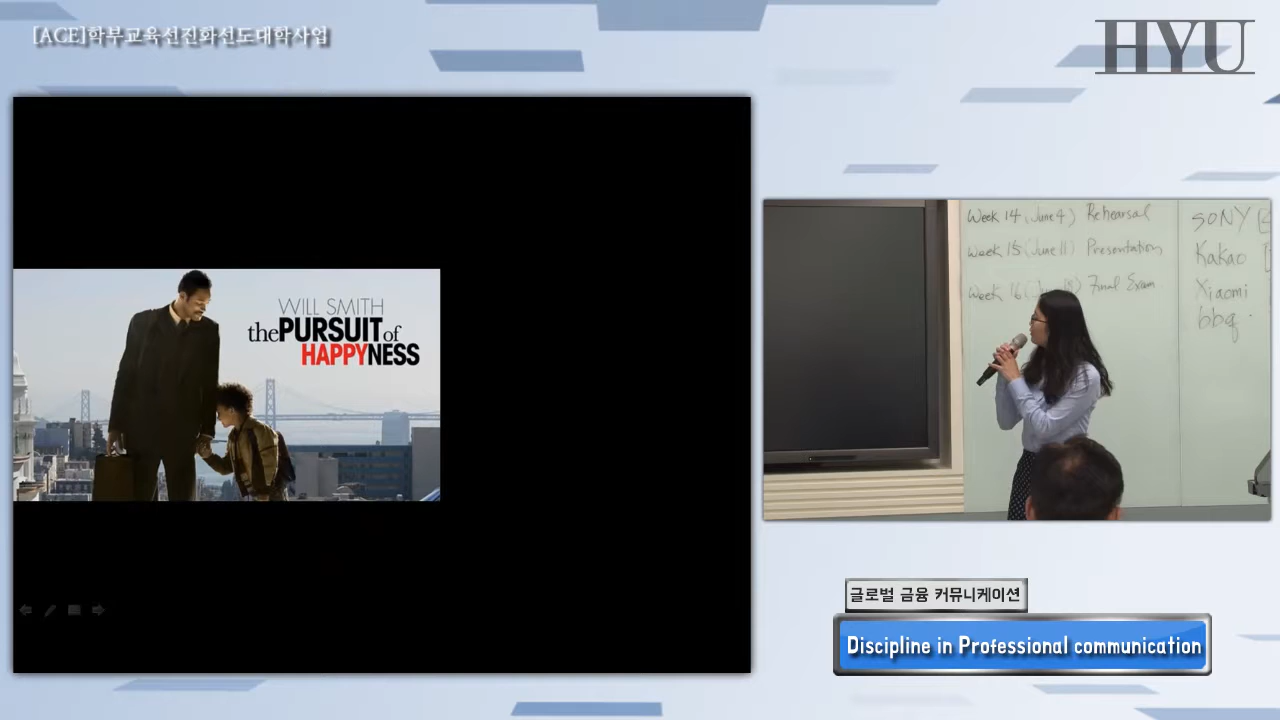 [ACE]학부교육선진화선도대학사업
HYU
WILL SMITH
the PURSUIT of
HAPPYNESS
Week 14 (June 4) Rehearsal
Week 15 (June 11) Presentation
Week 16 Final Exam
SONY
Kakao
Xiaomi
bbq
글로벌 금융 커뮤니케이션
Discipline in Professional communication